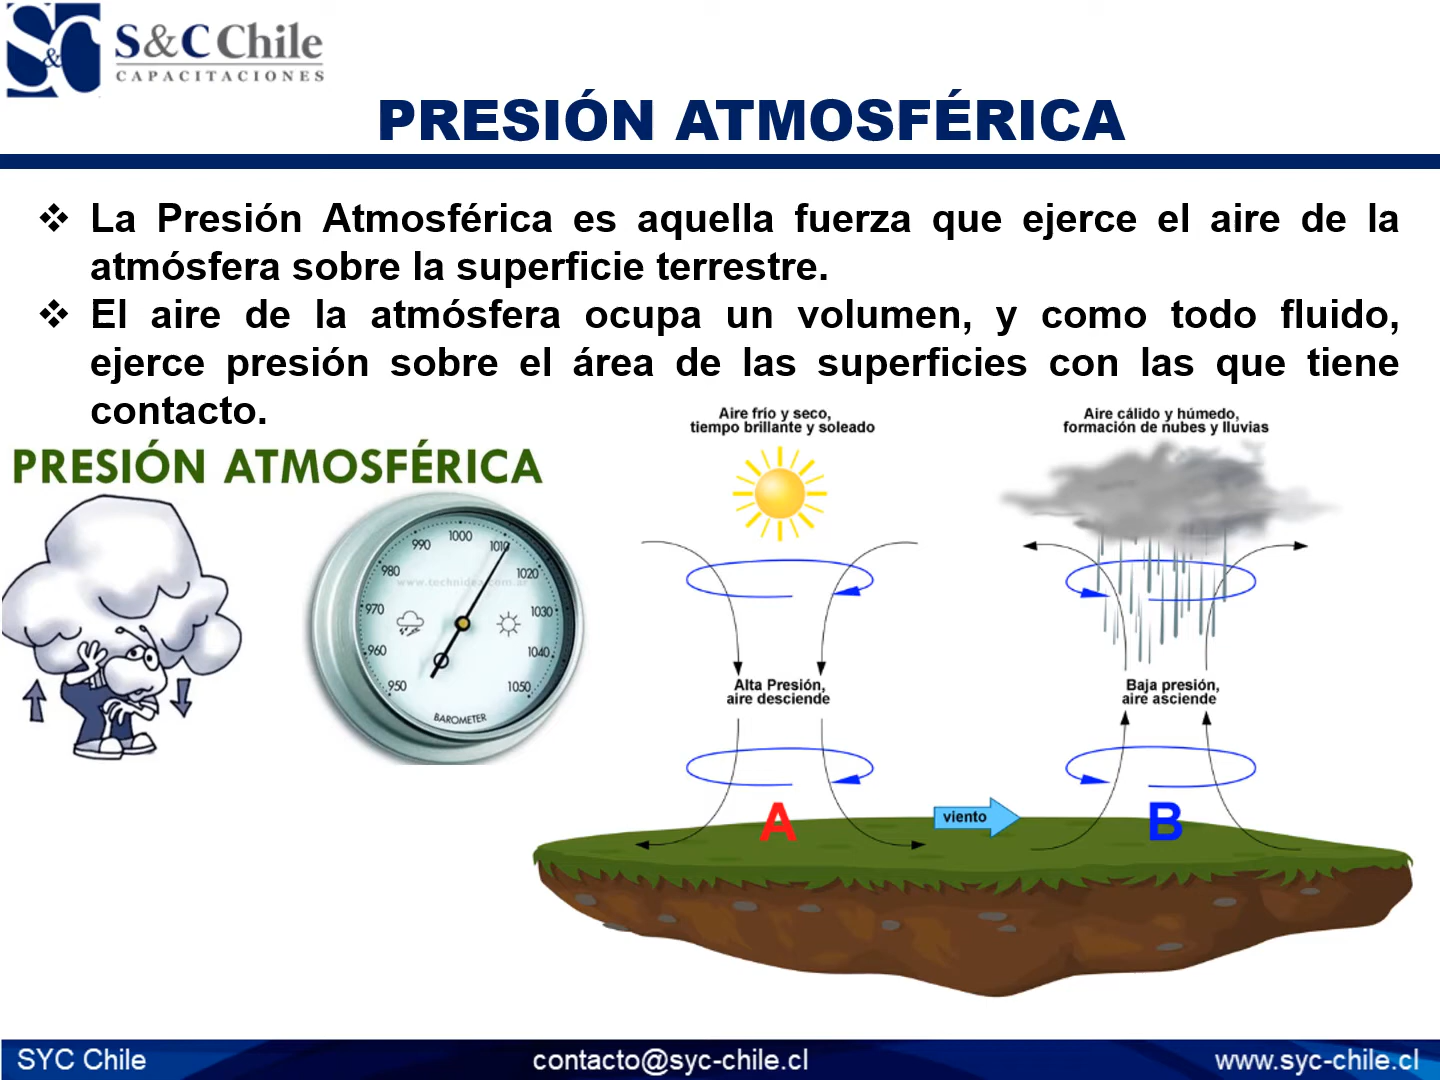 S&C Chile
CAPACITACIONES
PRESIÓN ATMOSFÉRICA
❖ La Presión Atmosférica es aquella fuerza que ejerce el aire de la
atmósfera sobre la superficie terrestre.
❖ El aire de la atmósfera ocupa un volumen, y como todo fluido,
ejerce presión sobre el área de las superficies con las que tiene
contacto.
PRESIÓN ATMOSFÉRICA
950
960
970
980
990
1000
1010
1020
1030
1040
1050
www.technidea.com.ar
BAROMETER
Aire frío y seco,
tiempo brillante y soleado
Aire cálido y húmedo,
formación de nubes y lluvias
Alta Presión,
aire desciende
Baja presión,
aire asciende
A
viento
B
SYC Chile
contacto@syc-chile.cl
www.syc-chile.cl